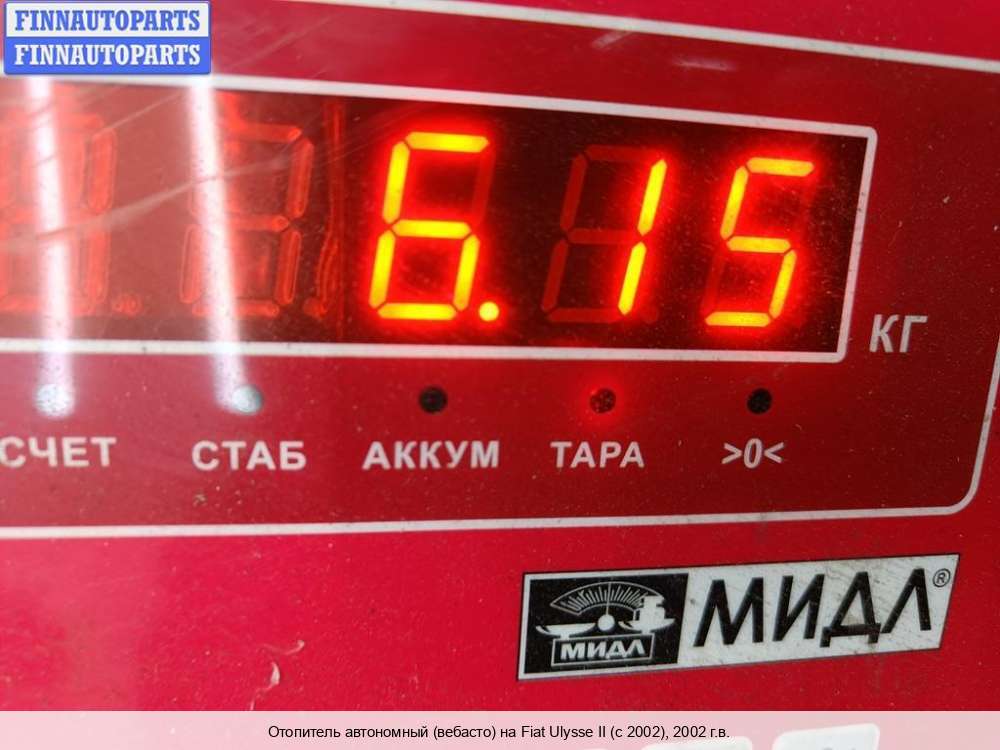 FINNAUTOPARTS
FINNAUTOPARTS
6.15
КГ
СЧЕТ СТАБ АККУМ ТАРА >0<
МИДЛ МИДЛ®
Отопитель автономный (вебасто) на Fiat Ulysse II (с 2002), 2002 г.в.